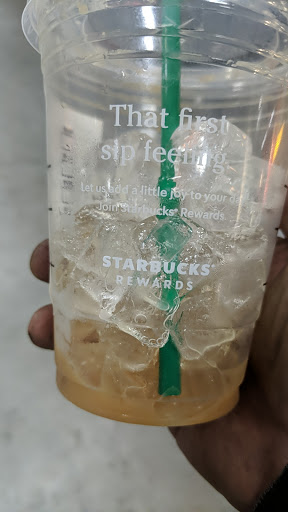 That first
sip feeling
Let us add a little joy to your day
Join Starbucks® Rewards
STARBUCKS®
REWARDS